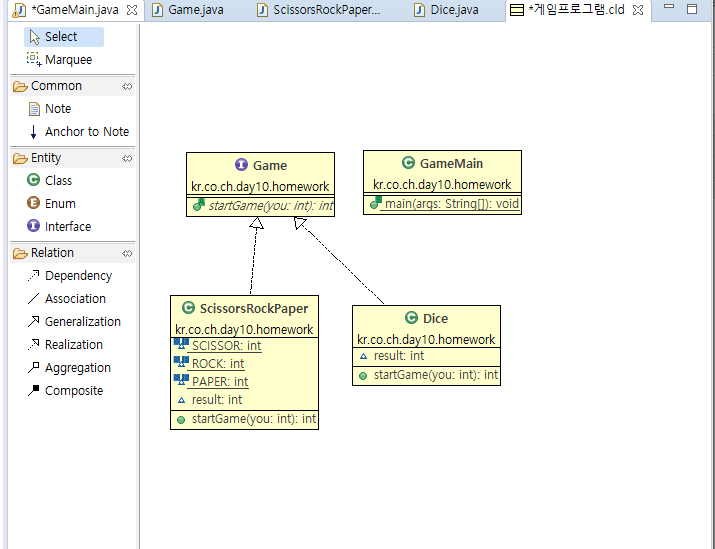 *GameMain.java
Game.java
ScissorsRockPaper...
Dice.java
*게임프로그램.cld
Select
Marquee
Common
Note
Anchor to Note
Entity
Class
Enum
Interface
Relation
Dependency
Association
Generalization
Realization
Aggregation
Composite
Game
kr.co.ch.day10.homework
startGame(you: int): int
GameMain
kr.co.ch.day10.homework
main(args: String[]): void
ScissorsRockPaper
kr.co.ch.day10.homework
SCISSOR: int
ROCK: int
PAPER: int
result: int
startGame(you: int): int
Dice
kr.co.ch.day10.homework
result: int
startGame(you: int): int